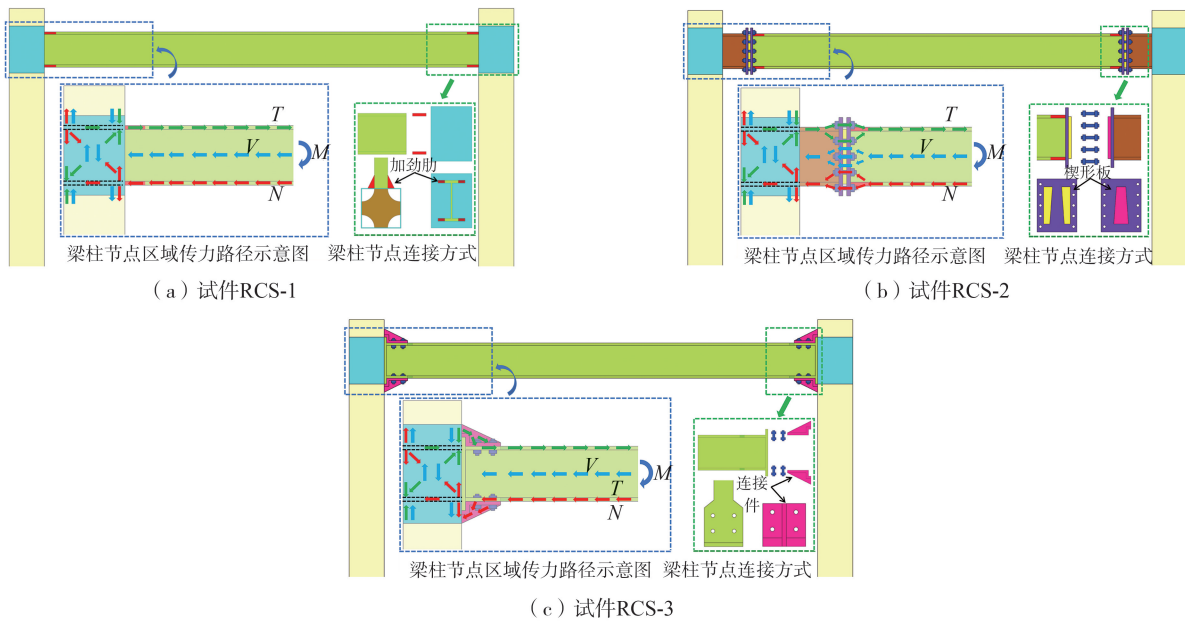 T
V
M
N
加劲肋
梁柱节点区域传力路径示意图
梁柱节点连接方式
（a）试件RCS-1
T
V
M
N
楔形板
梁柱节点区域传力路径示意图
梁柱节点连接方式
（b）试件RCS-2
V
M
T
N
连接
件
梁柱节点区域传力路径示意图
梁柱节点连接方式
（c）试件RCS-3